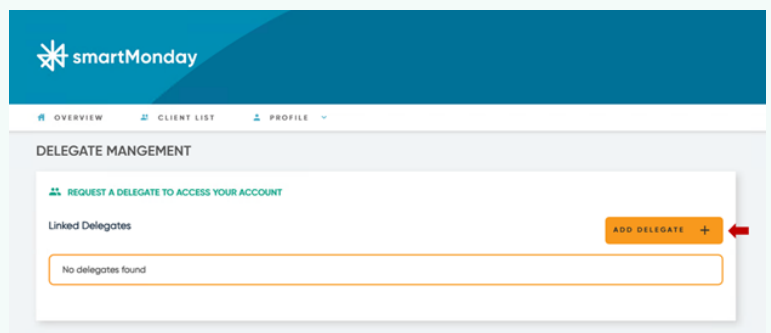 smartMonday
OVERVIEW CLIENT LIST PROFILE
DELEGATE MANGEMENT
REQUEST A DELEGATE TO ACCESS YOUR ACCOUNT
Linked Delegates
ADD DELEGATE +
No delegates found